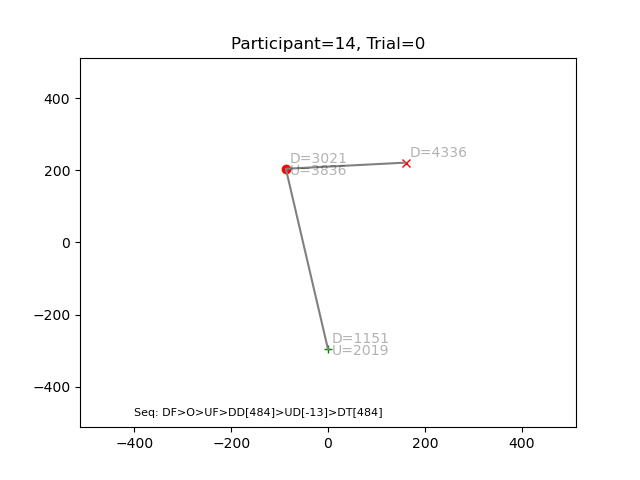 Participant=14, Trial=0
400
200
0
−200
−400
D=3021
U=3836
D=4336
D=1151
U=2019
Seq: DF>O>UF>DD[484]>UD[-13]>DT[484]
−400
−200
0
200
400